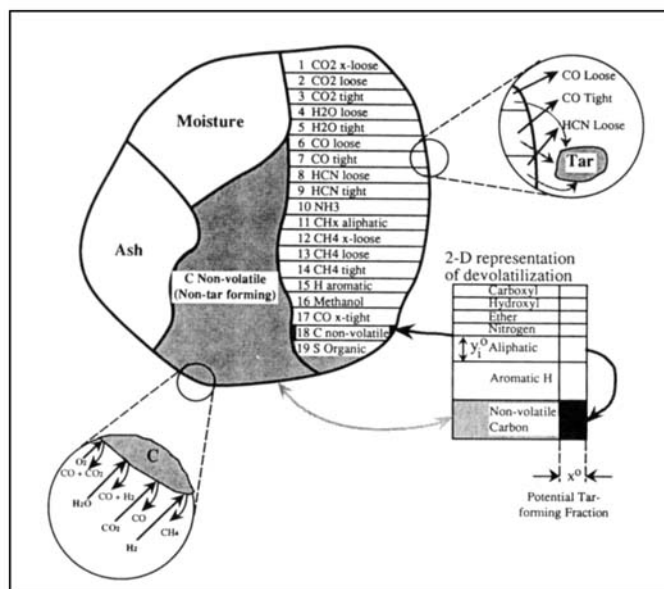 Moisture
Ash
C Non-volatile
(Non-tar forming)
1 CO2 x-loose
2 CO2 loose
3 CO2 tight
4 H2O loose
5 H2O tight
6 CO loose
7 CO tight
8 HCN loose
9 HCN tight
10 NH3
11 CHx aliphatic
12 CH4 x-loose
13 CH4 loose
14 CH4 tight
15 H aromatic
16 Methanol
17 CO x-tight
18 C non-volatile
19 S Organic
CO Loose
CO Tight
HCN Loose
Tar
2-D representation
of devolatilization
Carboxyl
Hydroxyl
Ether
Nitrogen
yᵢᵒ Aliphatic
Aromatic H
Non-volatile
Carbon
xᵒ
Potential Tar-
forming Fraction
C
O₂
CO + CO₂
H₂O
CO + H₂
CO₂
CO
H₂
CH₄